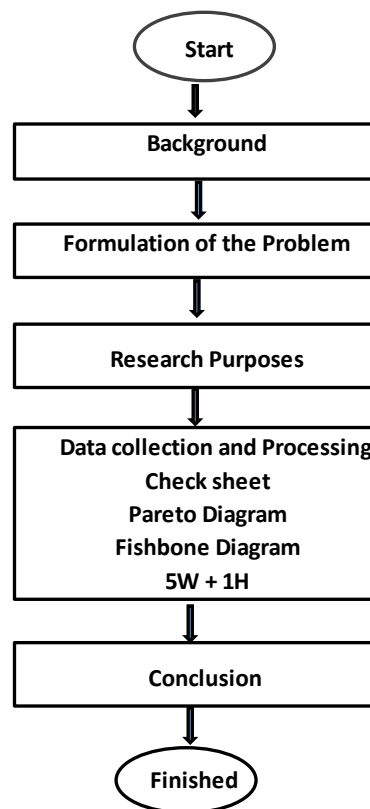 Start
Background
Formulation of the Problem
Research Purposes
Data collection and Processing
Check sheet
Pareto Diagram
Fishbone Diagram
5W + 1H
Conclusion
Finished